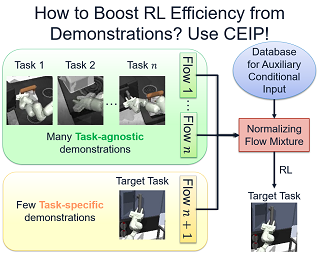 How to Boost RL Efficiency from
Demonstrations? Use CEIP!
Task 1 Task 2 Task n
...
Flow 1
...
Flow n
Many Task-agnostic
demonstrations
Database
for Auxiliary
Conditional
Input
Normalizing
Flow Mixture
RL
Target Task
Few Task-specific
demonstrations
Target Task
Flow n + 1